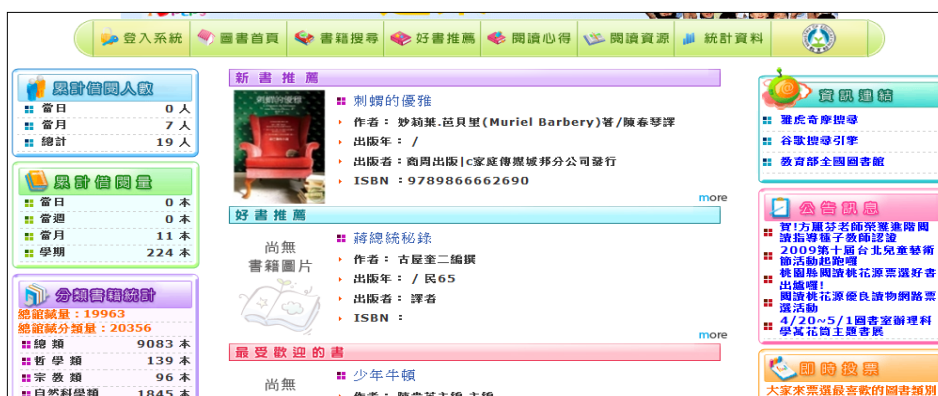 登入系統 圖書首頁 書籍搜尋 好書推薦 閱讀心得 閱讀資源 統計資料
累計借閱人數
當日 0 人
當月 7 人
總計 19 人
累計借閱量
當日 0 本
當週 0 本
當月 11 本
學期 224 本
分類書籍統計
總館藏量：19963
總館藏分類量：20356
總 類 9083 本
哲 學 類 139 本
宗 教 類 96 本
自然科學類 1845 本
新書推薦
刺蝟的優雅
作者： 妙莉葉.芭貝里(Muriel Barbery)著/陳春琴譯
出版年： /
出版者：商周出版|c家庭傳媒城邦分公司發行
ISBN ：9789866662690
more
好書推薦
尚無
書籍圖片
蔣總統秘錄
作者： 古屋奎二編撰
出版年： / 民65
出版者： 譯者
ISBN ：
more
最受歡迎的書
尚無
少年牛頓
資訊連結
雅虎奇摩搜尋
谷歌搜尋引擎
教育部全國圖書館
公告訊息
賀!方麗芬老師榮獲進階閱
讀指導種子教師認證
2009第十屆台北兒童藝術
節活動起跑囉
桃園縣閱讀桃花源票選好書
出爐囉!
閱讀桃花源優良讀物網路票
選活動
4/20~5/1圖書室辦理科
學萬花筒主題書展
即時投票
大家來票選最喜歡的圖書類別